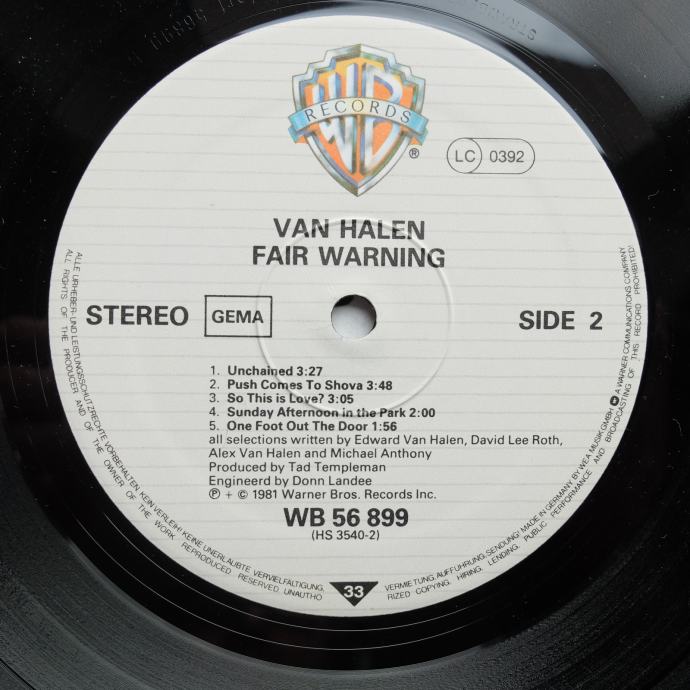 WB
RECORDS
®
LC 0392
VAN HALEN
FAIR WARNING
STEREO GEMA
SIDE 2
1. Unchained 3:27
2. Push Comes To Shova 3:48
3. So This is Love? 3:05
4. Sunday Afternoon in the Park 2:00
5. One Foot Out The Door 1:56
all selections written by Edward Van Halen, David Lee Roth,
Alex Van Halen and Michael Anthony
Produced by Tad Templeman
Engineerd by Donn Landee
℗ + © 1981 Warner Bros. Records Inc.
WB 56 899
(HS 3540-2)
33
ALLE URHEBER- UND LEISTUNGSSCHUTZRECHTE VORBEHALTEN. KEIN VERLEIH! KEINE UNERLAUBTE VERVIELFÄLTIGUNG, VERMIETUNG, AUFFÜHRUNG, SENDUNG! MADE IN GERMANY BY WEA MUSIK GMBH A WARNER COMMUNICATIONS COMPANY
ALL RIGHTS OF THE PRODUCER AND OF THE OWNER OF THE WORK REPRODUCED RESERVED. UNAUTHORIZED COPYING, HIRING, LENDING, PUBLIC PERFORMANCE AND BROADCASTING OF THIS RECORD PROHIBITED!